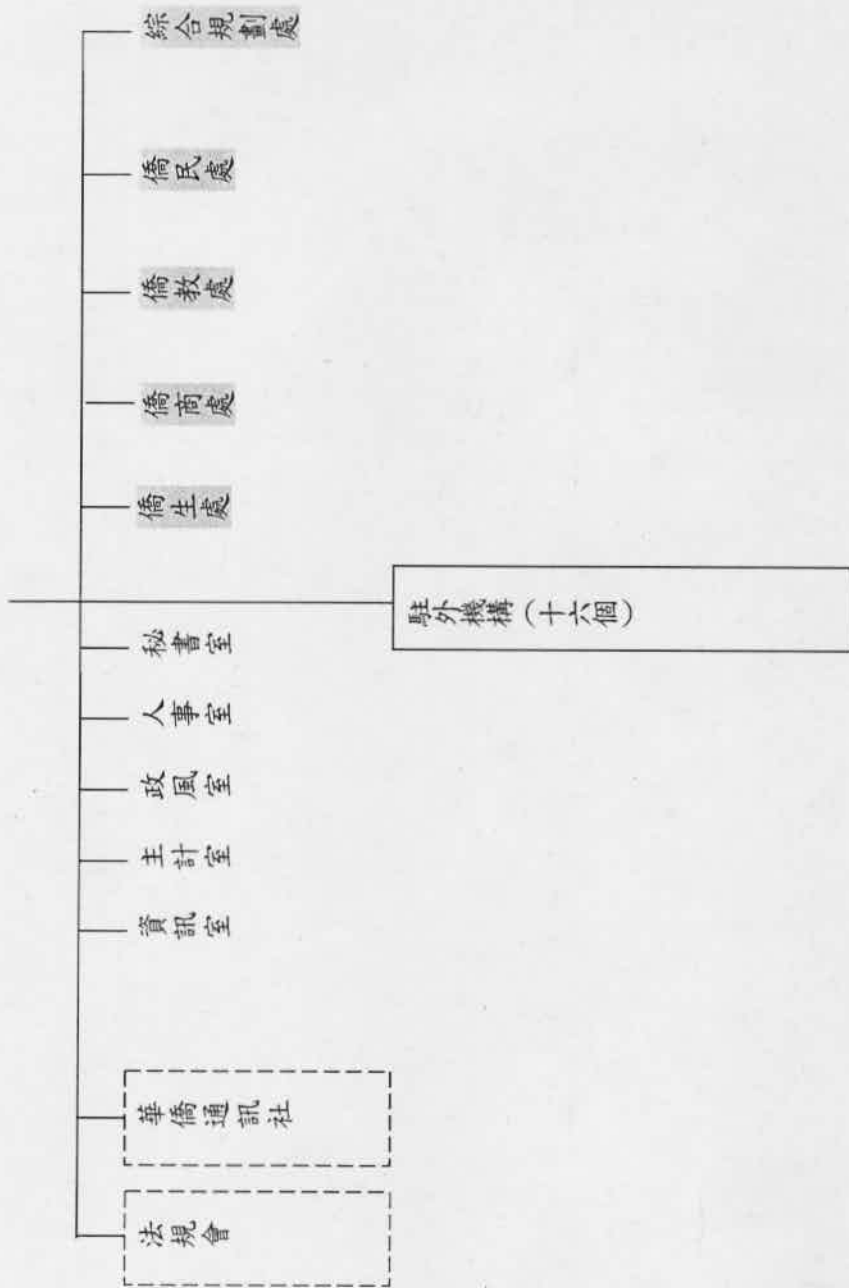 綜合規劃處
僑民處
僑教處
僑商處
僑生處
秘書室
人事室
政風室
主計室
資訊室
華僑通訊社
法規會
駐外機構(十六個)